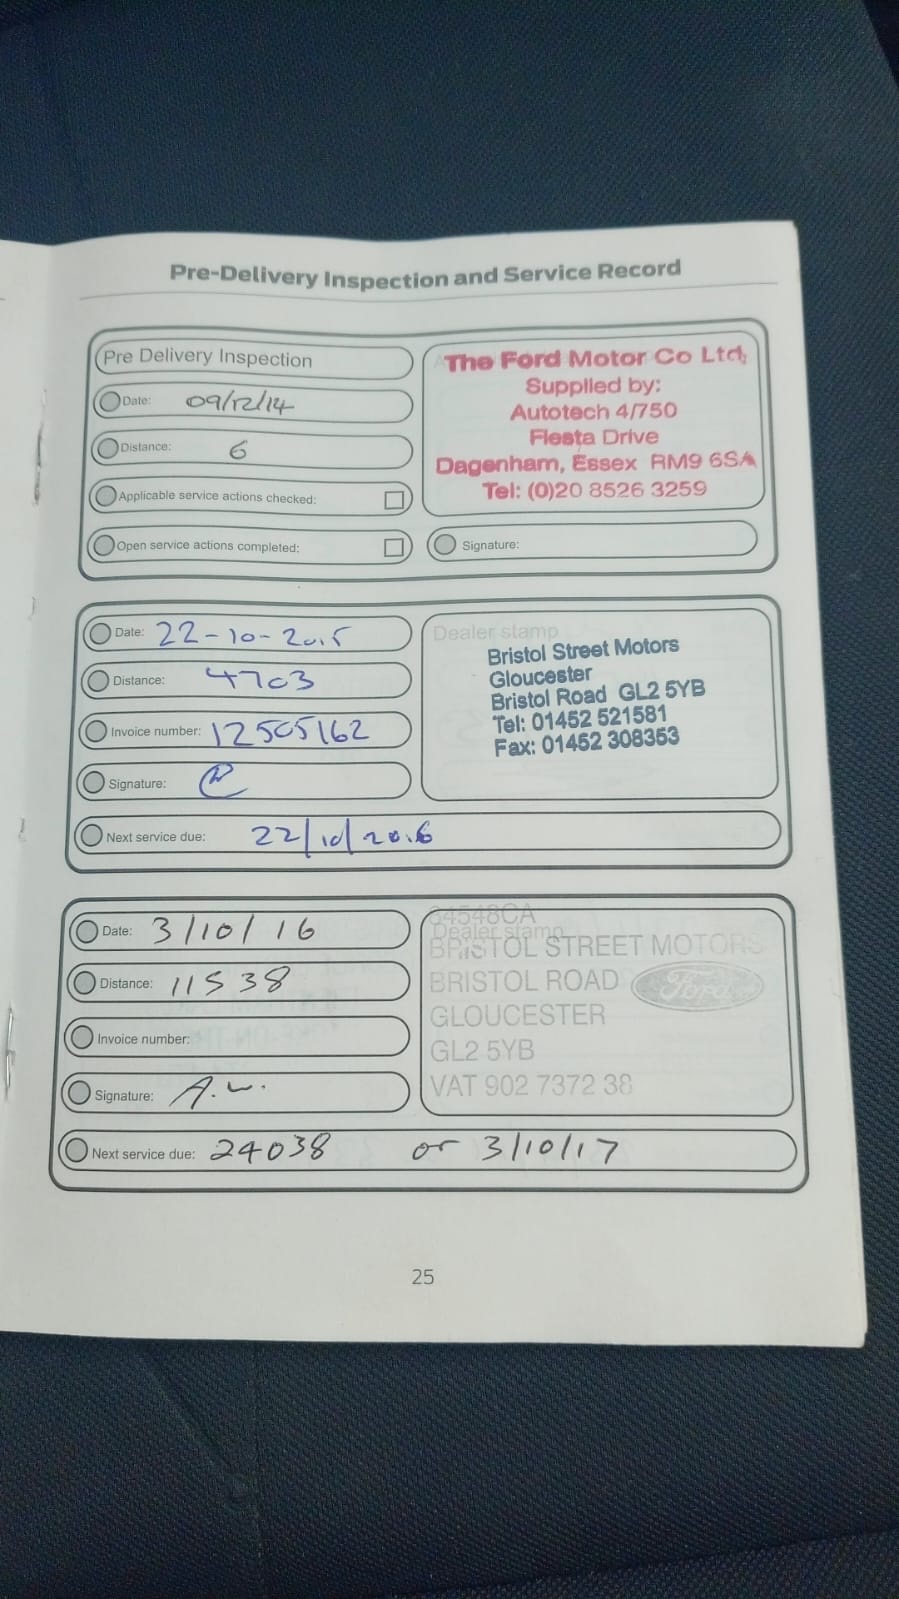 Pre-Delivery Inspection and Service Record
Pre Delivery Inspection
Date: 09/12/14
Distance: 6
Applicable service actions checked:
Open service actions completed:
The Ford Motor Co Ltd,
Supplied by:
Autotech 4/750
Fiesta Drive
Dagenham, Essex RM9 6SA
Tel: (0)20 8526 3259
Signature:
Date: 22-10-2015
Distance: 4703
Invoice number: 12505162
Signature:
Dealer stamp
Bristol Street Motors
Gloucester
Bristol Road GL2 5YB
Tel: 01452 521581
Fax: 01452 308353
Next service due: 22/10/2016
Date: 3/10/16
Distance: 11538
Invoice number:
Signature: A.W.
64548CA
Dealer stamp
BRISTOL STREET MOTORS
BRISTOL ROAD
Ford
GLOUCESTER
GL2 5YB
VAT 902 7372 38
Next service due: 24038 or 3/10/17
25